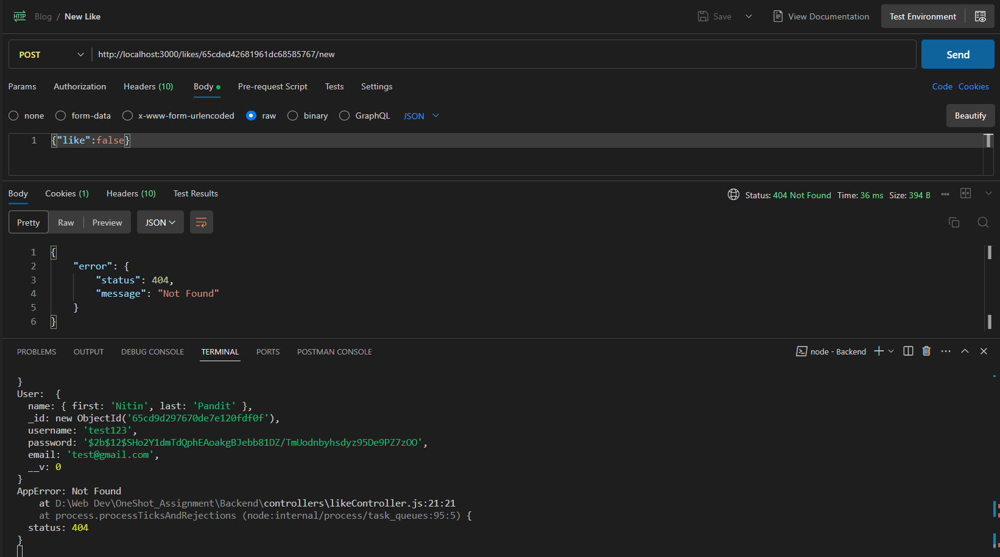 HTTP Blog / New Like Save View Documentation Test Environment
POST http://localhost:3000/likes/65cded42681961dc68585767/new Send
Params Authorization Headers (10) Body Pre-request Script Tests Settings Code Cookies
none form-data x-www-form-urlencoded raw binary GraphQL JSON Beautify
1 {"like":false}
Body Cookies (1) Headers (10) Test Results Status: 404 Not Found Time: 36 ms Size: 394 B
Pretty Raw Preview JSON
1 {
2 "error": {
3 "status": 404,
4 "message": "Not Found"
5 }
6 }
PROBLEMS OUTPUT DEBUG CONSOLE TERMINAL PORTS POSTMAN CONSOLE node - Backend
}
User: {
name: { first: 'Nitin', last: 'Pandit' },
_id: new ObjectId('65cd9d297670de7e120fdf0f'),
username: 'test123',
password: '$2b$12$SHo2Y1dmTdQphEAoakgBJebb81DZ/TmUodnbyhsdyz95De9PZ7zOO',
email: 'test@gmail.com',
__v: 0
}
AppError: Not Found
at D:\Web Dev\OneShot_Assignment\Backend\controllers\likeController.js:21:21
at process.processTicksAndRejections (node:internal/process/task_queues:95:5) {
status: 404
}